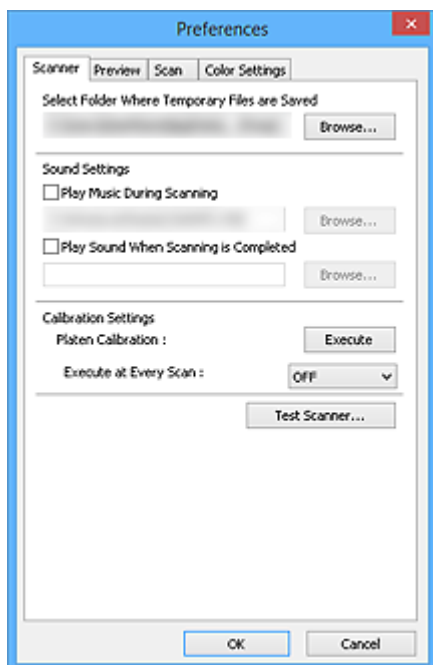 Preferences
Scanner Preview Scan Color Settings
Select Folder Where Temporary Files are Saved
Browse...
Sound Settings
Play Music During Scanning
Browse...
Play Sound When Scanning is Completed
Browse...
Calibration Settings
Platen Calibration : Execute
Execute at Every Scan : OFF
Test Scanner...
OK Cancel